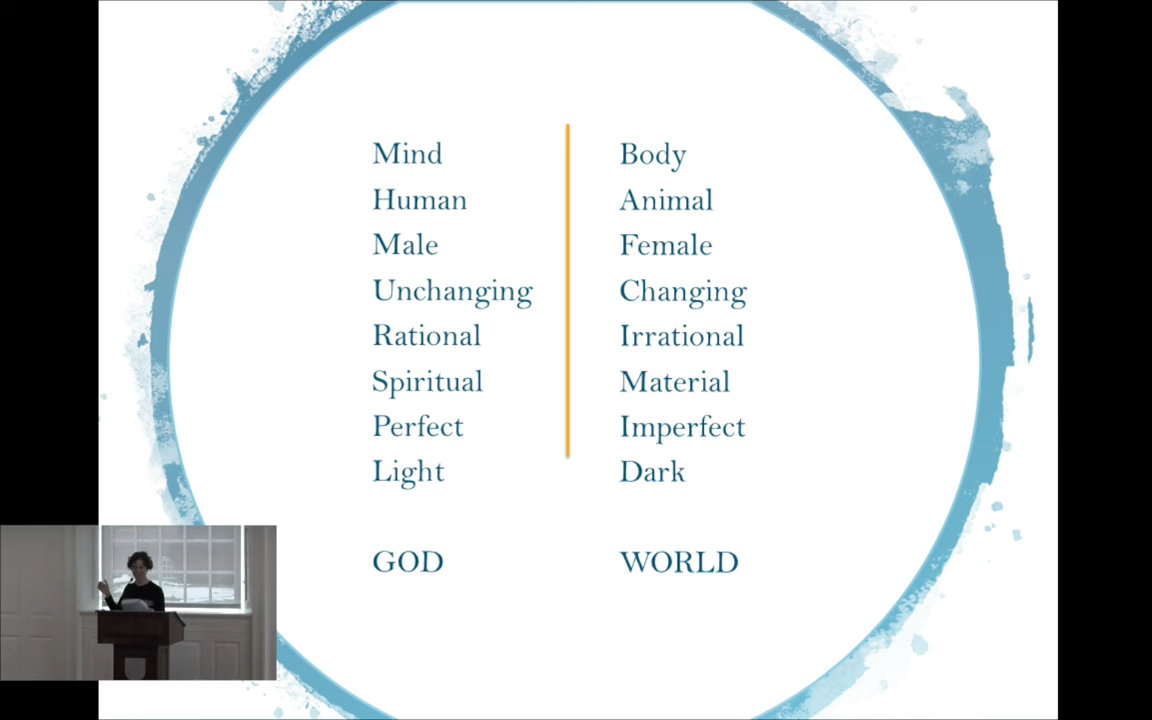 Mind Body
Human Animal
Male Female
Unchanging Changing
Rational Irrational
Spiritual Material
Perfect Imperfect
Light Dark
GOD WORLD